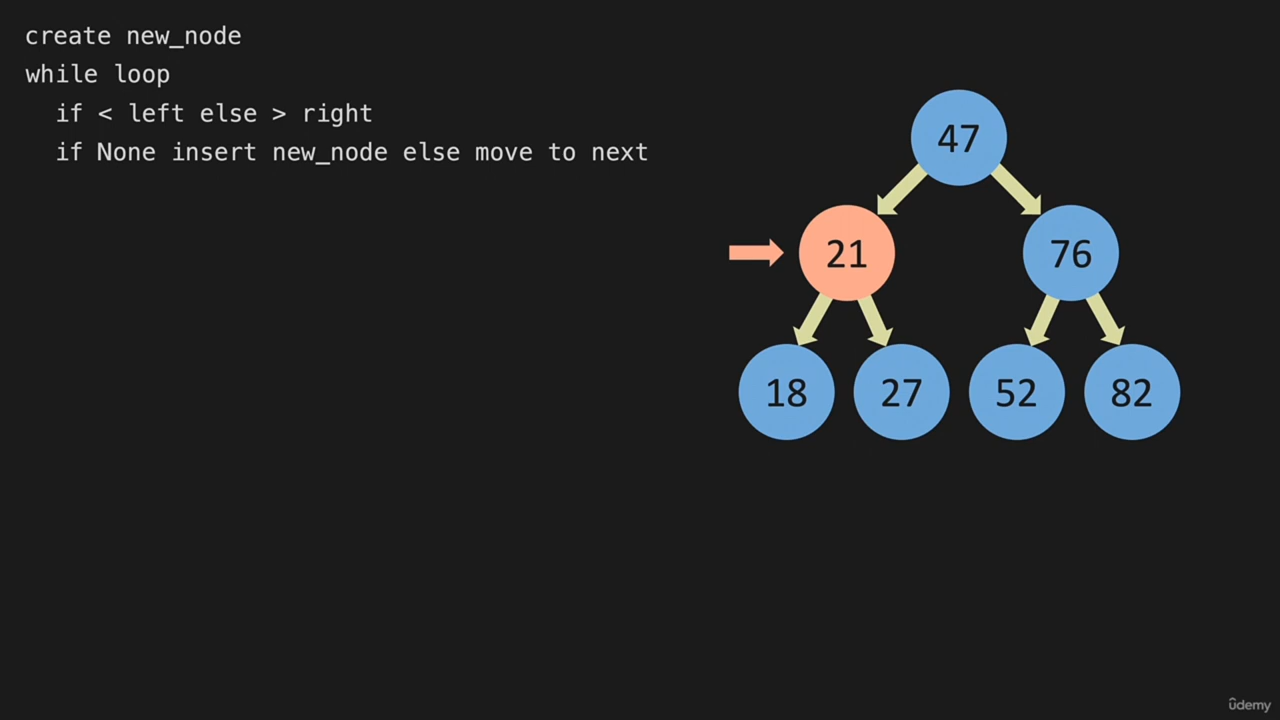 create new_node
while loop
if < left else > right
if None insert new_node else move to next
47
21 76
18 27 52 82
ûdemy